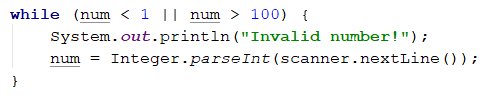 while (num < 1 || num > 100) {
    System.out.println("Invalid number!");
    num = Integer.parseInt(scanner.nextLine());
}